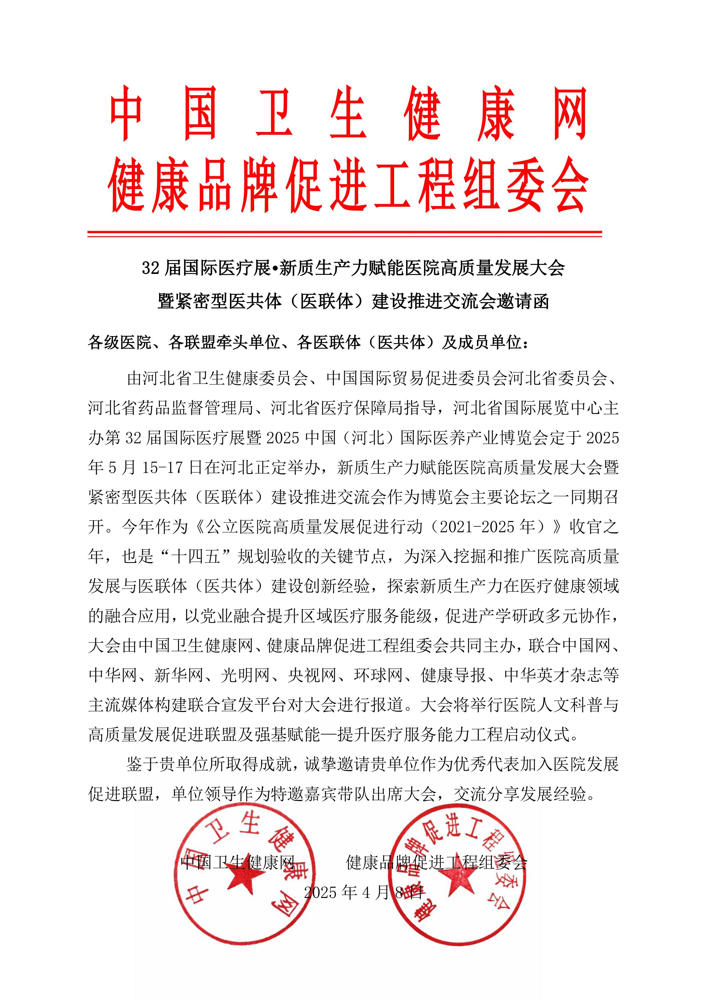 中国卫生健康网
健康品牌促进工程组委会
32 届国际医疗展•新质生产力赋能医院高质量发展大会
暨紧密型医共体（医联体）建设推进交流会邀请函
各级医院、各联盟牵头单位、各医联体（医共体）及成员单位：
由河北省卫生健康委员会、中国国际贸易促进委员会河北省委员会、
河北省药品监督管理局、河北省医疗保障局指导，河北省国际展览中心主
办第 32 届国际医疗展暨 2025 中国（河北）国际医养产业博览会定于 2025
年 5 月 15-17 日在河北正定举办，新质生产力赋能医院高质量发展大会暨
紧密型医共体（医联体）建设推进交流会作为博览会主要论坛之一同期召
开。今年作为《公立医院高质量发展促进行动（2021-2025 年）》收官之
年，也是“十四五”规划验收的关键节点，为深入挖掘和推广医院高质量
发展与医联体（医共体）建设创新经验，探索新质生产力在医疗健康领域
的融合应用，以党业融合提升区域医疗服务能级，促进产学研政多元协作，
大会由中国卫生健康网、健康品牌促进工程组委会共同主办，联合中国网、
中华网、新华网、光明网、央视网、环球网、健康导报、中华英才杂志等
主流媒体构建联合宣发平台对大会进行报道。大会将举行医院人文科普与
高质量发展促进联盟及强基赋能—提升医疗服务能力工程启动仪式。
鉴于贵单位所取得成就，诚挚邀请贵单位作为优秀代表加入医院发展
促进联盟，单位领导作为特邀嘉宾带队出席大会，交流分享发展经验。
中国卫生健康网
健康品牌促进工程组委会
中国卫生健康网 健康品牌促进工程组委会
2025 年 4 月 8 日